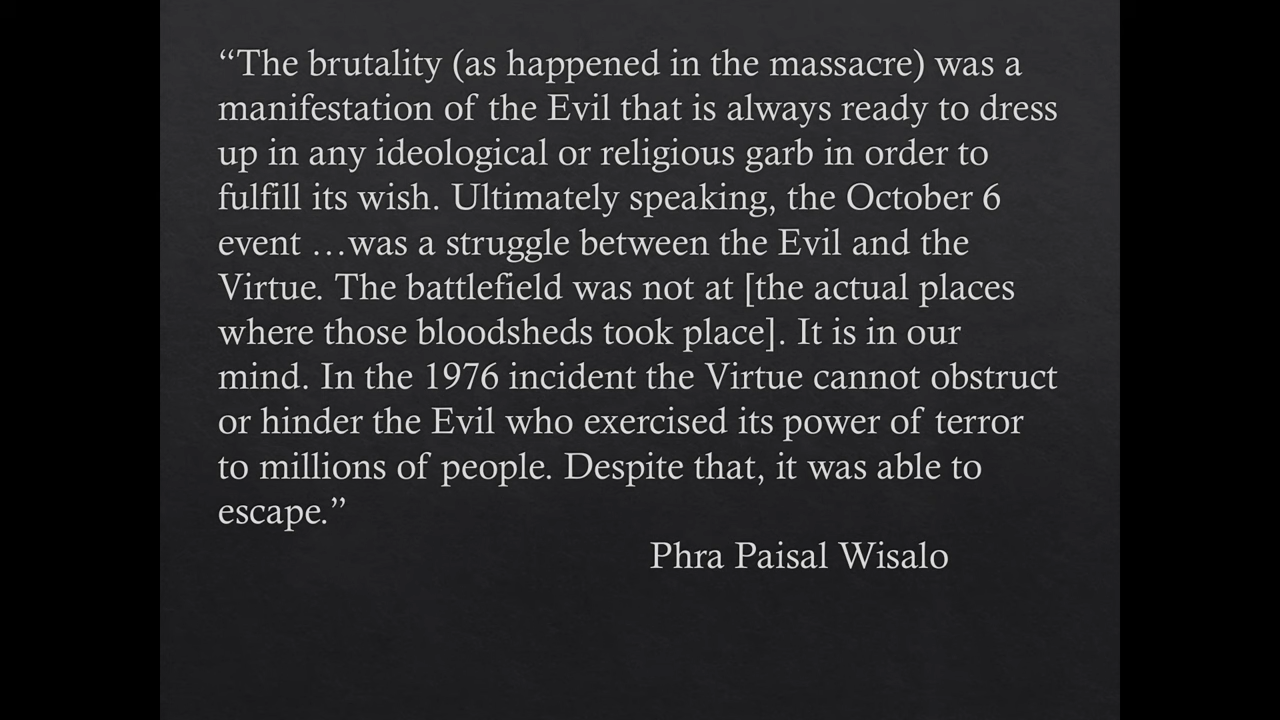 “The brutality (as happened in the massacre) was a
manifestation of the Evil that is always ready to dress
up in any ideological or religious garb in order to
fulfill its wish. Ultimately speaking, the October 6
event …was a struggle between the Evil and the
Virtue. The battlefield was not at [the actual places
where those bloodsheds took place]. It is in our
mind. In the 1976 incident the Virtue cannot obstruct
or hinder the Evil who exercised its power of terror
to millions of people. Despite that, it was able to
escape.”
Phra Paisal Wisalo